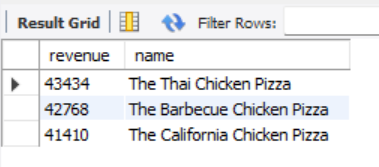 Result Grid Filter Rows:
revenue name
43434 The Thai Chicken Pizza
42768 The Barbecue Chicken Pizza
41410 The California Chicken Pizza